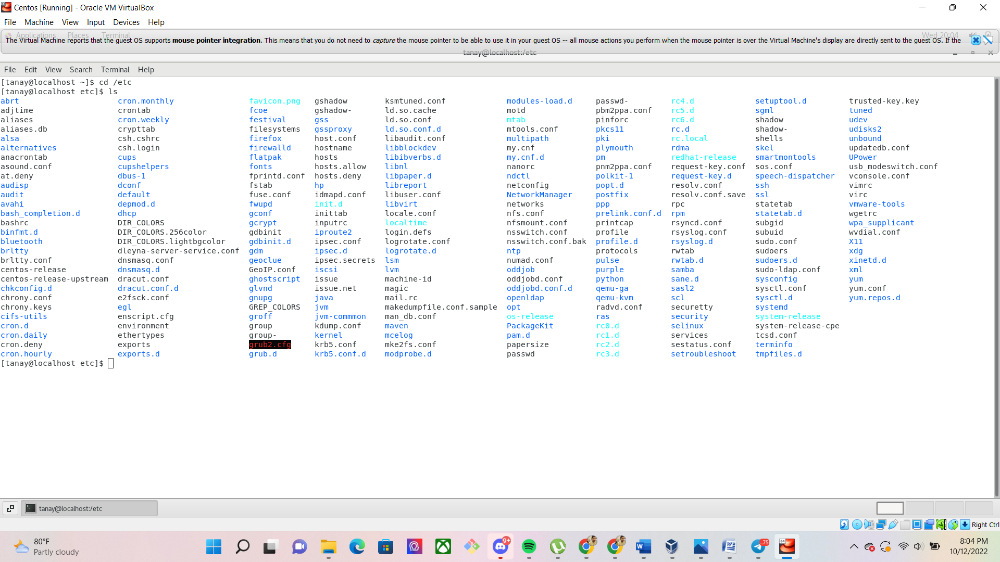 Centos [Running] - Oracle VM VirtualBox
File Machine View Input Devices Help
Applications Places Terminal Wed 20:04
The Virtual Machine reports that the guest OS supports mouse pointer integration. This means that you do not need to capture the mouse pointer to be able to use it in your guest OS -- all mouse actions you perform when the mouse pointer is over the Virtual Machine's display are directly sent to the guest OS. If the
tanay@localhost:/etc
File Edit View Search Terminal Help
[tanay@localhost ~]$ cd /etc
[tanay@localhost etc]$ ls
abrt cron.monthly favicon.png gshadow ksmtuned.conf modules-load.d passwd- rc4.d setuptool.d trusted-key.key
adjtime crontab fcoe gshadow- ld.so.cache motd pbm2ppa.conf rc5.d sgml tuned
aliases cron.weekly festival gss ld.so.conf mtab pinforc rc6.d shadow udev
aliases.db crypttab filesystems gssproxy ld.so.conf.d mtools.conf pkcs11 rc.d shadow- udisks2
alsa csh.cshrc firefox host.conf libaudit.conf multipath pki rc.local shells unbound
alternatives csh.login firewalld hostname libblockdev my.cnf plymouth rdma skel updatedb.conf
anacrontab cups flatpak hosts libibverbs.d my.cnf.d pm redhat-release smartmontools UPower
asound.conf cupshelpers fonts hosts.allow libnl nanorc pnm2ppa.conf request-key.conf sos.conf usb_modeswitch.conf
at.deny dbus-1 fprintd.conf hosts.deny libpaper.d ndctl polkit-1 request-key.d speech-dispatcher vconsole.conf
audisp dconf fstab hp libreport netconfig popt.d resolv.conf ssh vimrc
audit default fuse.conf idmapd.conf libuser.conf NetworkManager postfix resolv.conf.save ssl virc
avahi depmod.d fwupd init.d libvirt networks ppp rpc statetab vmware-tools
bash_completion.d dhcp gconf inittab locale.conf nfs.conf prelink.conf.d rpm statetab.d wgetrc
bashrc DIR_COLORS gcrypt inputrc localtime nfsmount.conf printcap rsyncd.conf subgid wpa_supplicant
binfmt.d DIR_COLORS.256color gdbinit iproute2 login.defs nsswitch.conf profile rsyslog.conf subuid wvdial.conf
bluetooth DIR_COLORS.lightbgcolor gdbinit.d ipsec.conf logrotate.conf nsswitch.conf.bak profile.d rsyslog.d sudo.conf X11
brltty dleyna-server-service.conf gdm ipsec.d logrotate.d ntp protocols rwtab sudoers xdg
brltty.conf dnsmasq.conf geoclue ipsec.secrets lsm numad.conf pulse rwtab.d sudoers.d xinetd.d
centos-release dnsmasq.d GeoIP.conf iscsi lvm oddjob purple samba sudo-ldap.conf xml
centos-release-upstream dracut.conf ghostscript issue machine-id oddjobd.conf python sane.d sysconfig yum
chkconfig.d dracut.conf.d glvnd issue.net magic oddjobd.conf.d qemu-ga sasl2 sysctl.conf yum.conf
chrony.conf e2fsck.conf gnupg java mail.rc openldap qemu-kvm scl sysctl.d yum.repos.d
chrony.keys egl GREP_COLORS jvm makedumpfile.conf.sample opt radvd.conf securetty systemd
cifs-utils enscript.cfg groff jvm-commmon man_db.conf os-release ras security system-release
cron.d environment group kdump.conf maven PackageKit rc0.d selinux system-release-cpe
cron.daily ethertypes group- kernel mcelog pam.d rc1.d services tcsd.conf
cron.deny exports grub2.cfg krb5.conf mke2fs.conf papersize rc2.d sestatus.conf terminfo
cron.hourly exports.d grub.d krb5.conf.d modprobe.d passwd rc3.d setroubleshoot tmpfiles.d
[tanay@localhost etc]$
tanay@localhost:/etc
Right Ctrl
80°F
Partly cloudy
9+
.75
64
8:04 PM
10/12/2022